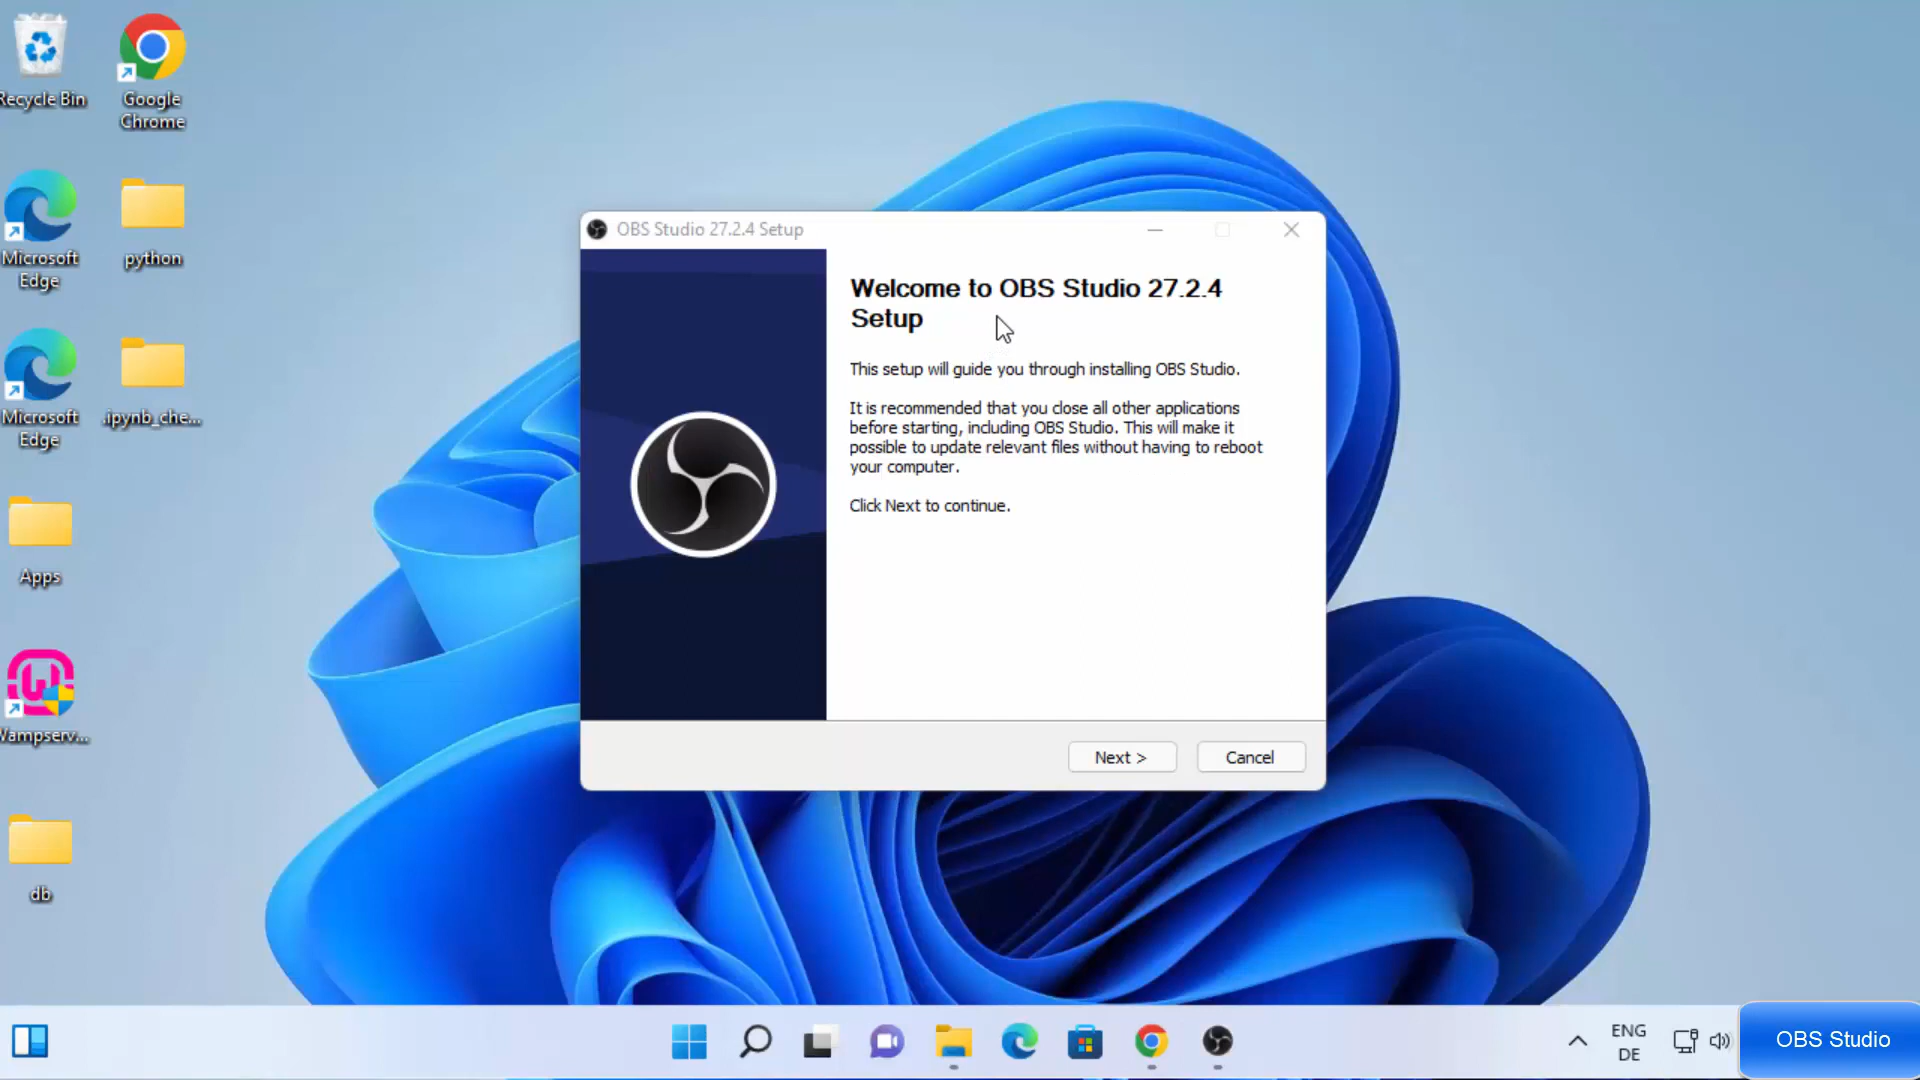 Recycle Bin
Google
Chrome
Microsoft
Edge
python
Microsoft
Edge
.ipynb_che...
Apps
Wampserv...
db
OBS Studio 27.2.4 Setup
Welcome to OBS Studio 27.2.4
Setup
This setup will guide you through installing OBS Studio.
It is recommended that you close all other applications
before starting, including OBS Studio. This will make it
possible to update relevant files without having to reboot
your computer.
Click Next to continue.
Next >
Cancel
ENG
DE
OBS Studio